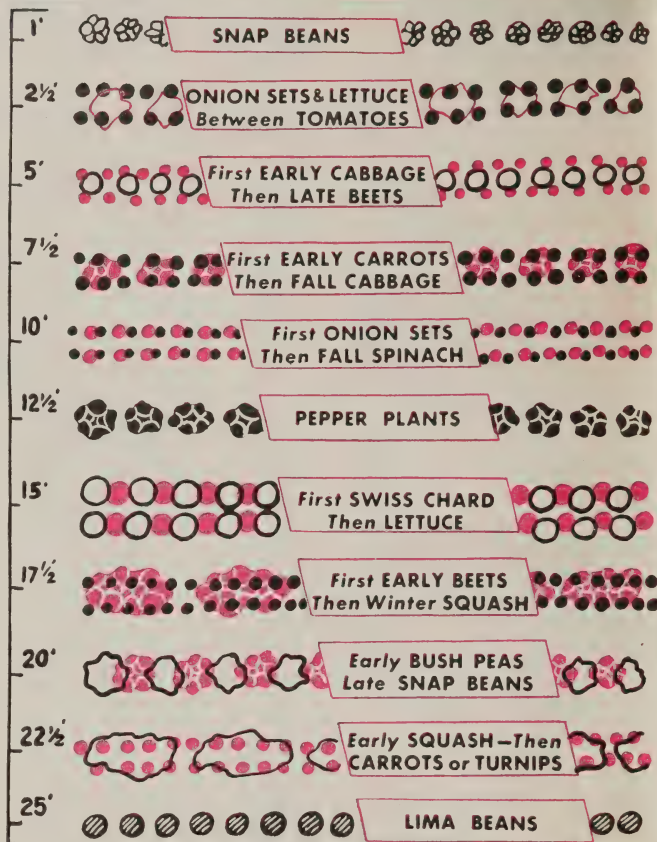 1'
SNAP BEANS
2½'
ONION SETS & LETTUCE
Between TOMATOES
5'
First EARLY CABBAGE
Then LATE BEETS
7½'
First EARLY CARROTS
Then FALL CABBAGE
10'
First ONION SETS
Then FALL SPINACH
12½'
PEPPER PLANTS
15'
First SWISS CHARD
Then LETTUCE
17½'
First EARLY BEETS
Then Winter SQUASH
20'
Early BUSH PEAS
Late SNAP BEANS
22½'
Early SQUASH—Then
CARROTS or TURNIPS
25'
LIMA BEANS